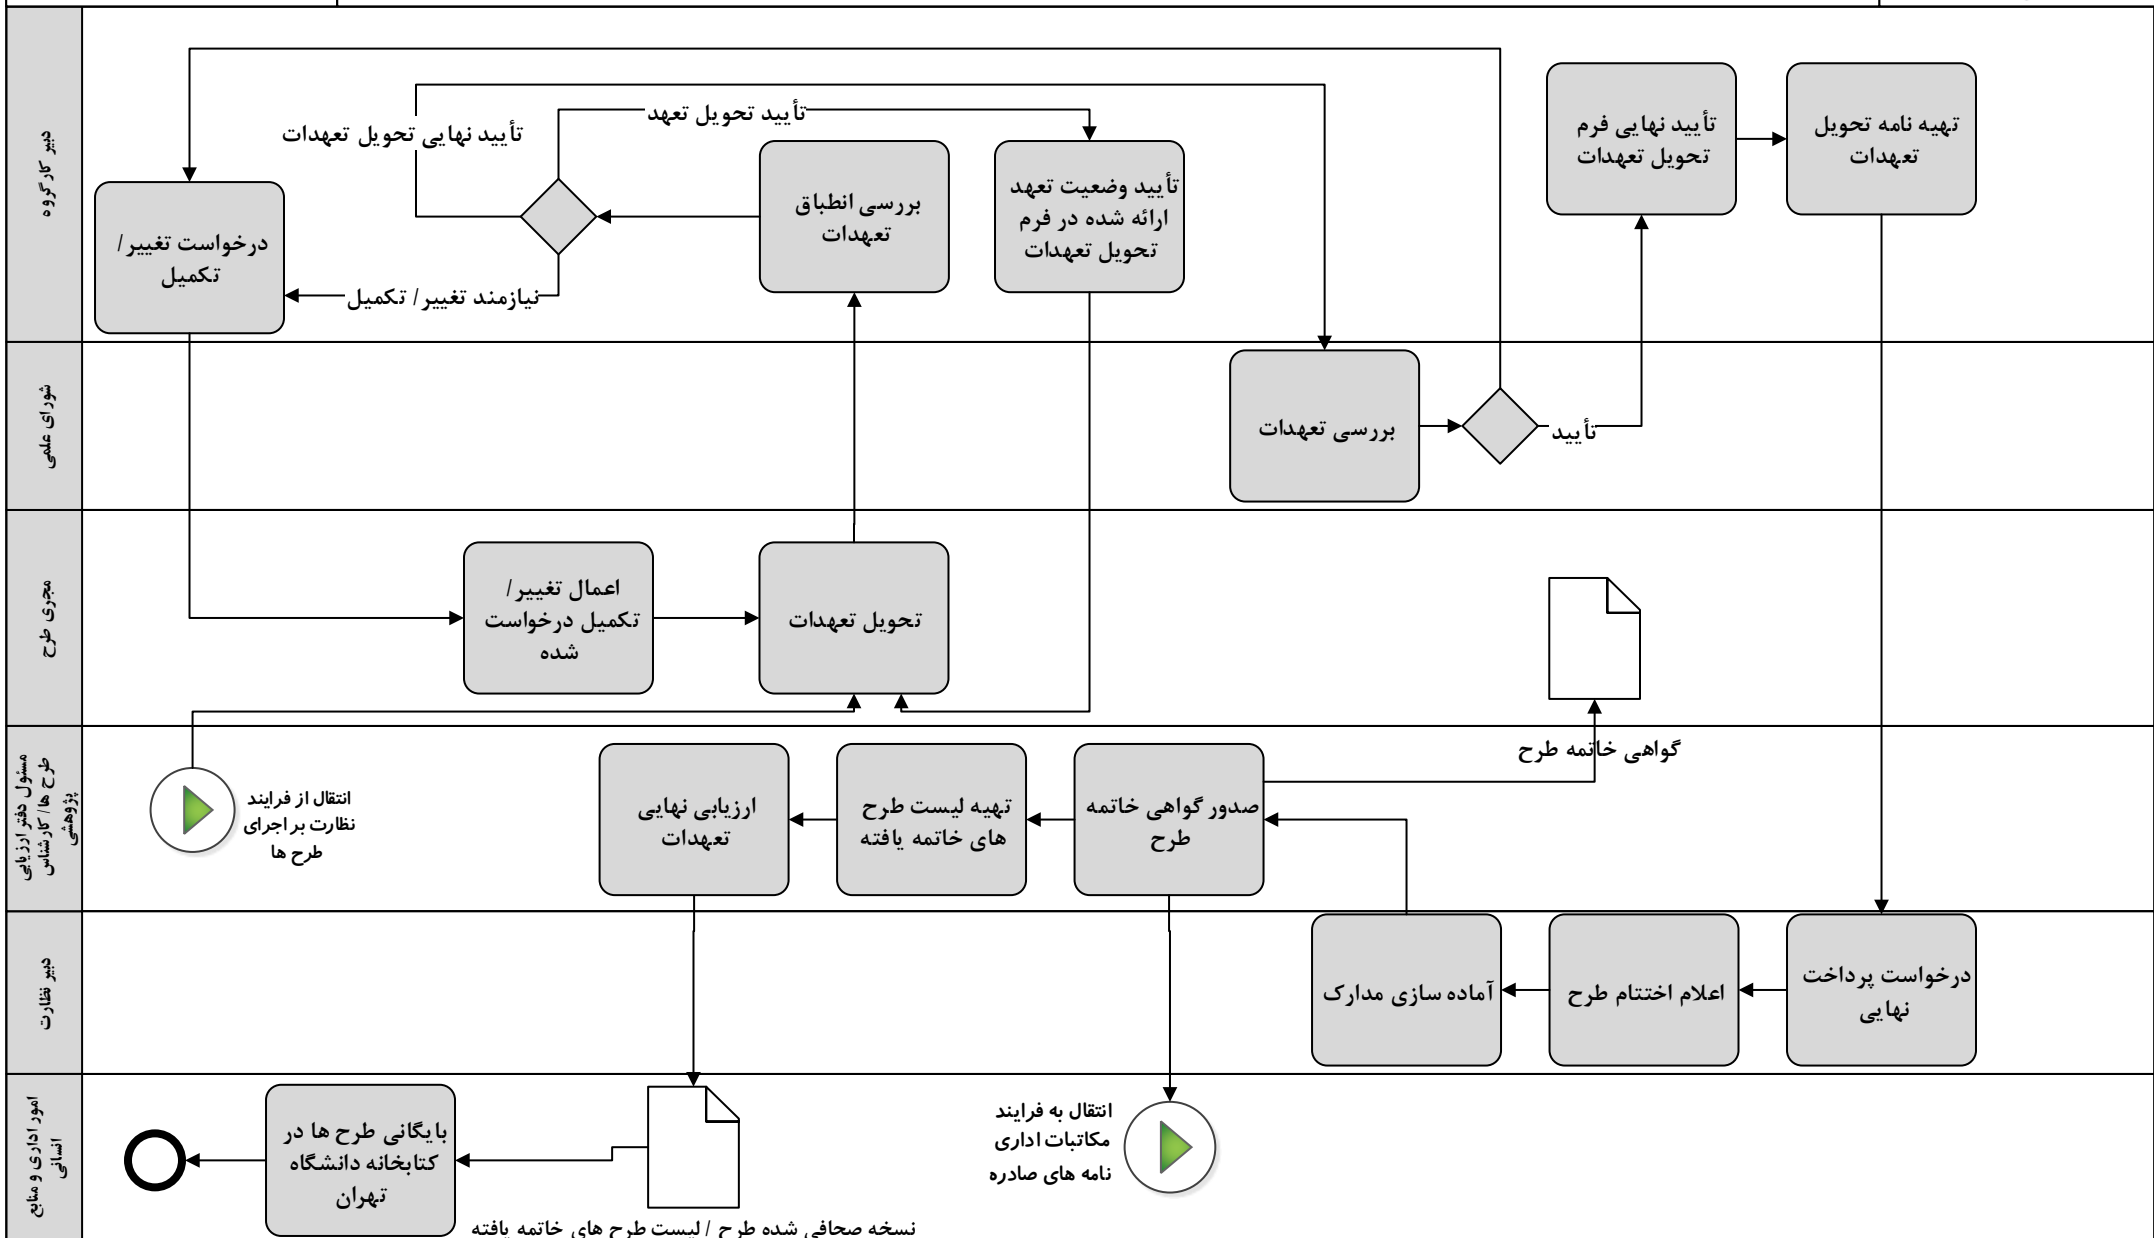 دبیر کارگروه
تأیید نهایی تحویل تعهدات
تأیید تحویل تعهد
نیازمند تغییر/ تکمیل
درخواست تغییر/
تکمیل
بررسی انطباق
تعهدات
تأیید وضعیت تعهد
ارائه شده در فرم
تحویل تعهدات
تأیید نهایی فرم
تحویل تعهدات
تهیه نامه تحویل
تعهدات
شورای علمی
بررسی تعهدات
تأیید
مجری طرح
اعمال تغییر/
تکمیل درخواست
شده
تحویل تعهدات
مسئول دفتر ارزیابی
طرح ها/ کارشناس
پژوهشی
انتقال از فرایند
نظارت بر اجرای
طرح ها
ارزیابی نهایی
تعهدات
تهیه لیست طرح
های خاتمه یافته
صدور گواهی خاتمه
طرح
گواهی خاتمه طرح
دبیر نظارت
آماده سازی مدارک
اعلام اختتام طرح
درخواست پرداخت
نهایی
امور اداری و منابع
انسانی
بایگانی طرح ها در
کتابخانه دانشگاه
تهران
نسخه صحافی شده طرح / لیست طرح های خاتمه یافته
انتقال به فرایند
مکاتبات اداری
نامه های صادره